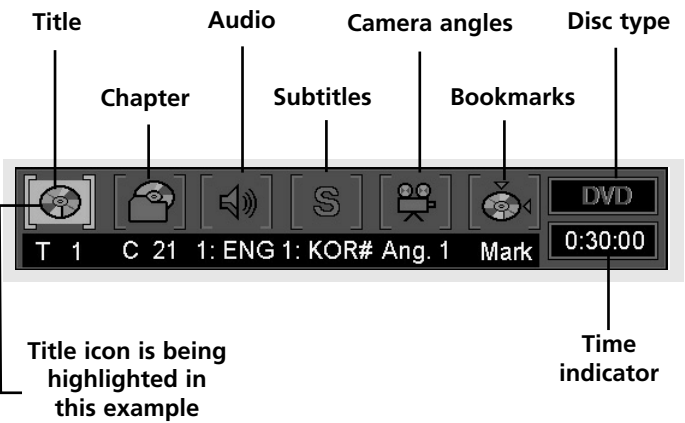 Title
Audio
Camera angles
Disc type
Chapter
Subtitles
Bookmarks
S
DVD
T 1
C 21
1: ENG
1: KOR#
Ang. 1
Mark
0:30:00
Title icon is being
highlighted in
this example
Time
indicator